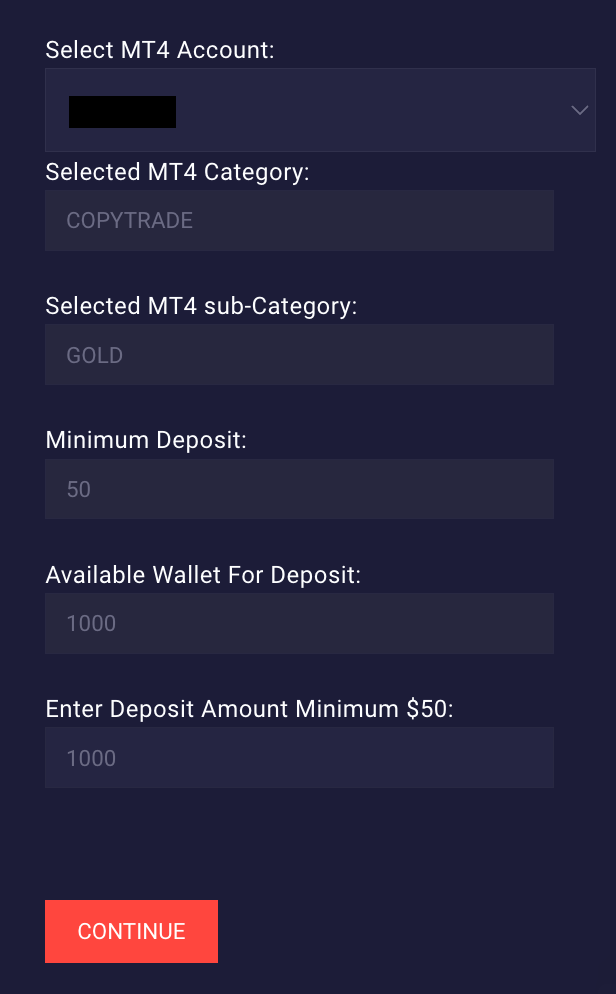 Select MT4 Account:
Selected MT4 Category:
COPYTRADE
Selected MT4 sub-Category:
GOLD
Minimum Deposit:
50
Available Wallet For Deposit:
1000
Enter Deposit Amount Minimum $50:
1000
CONTINUE